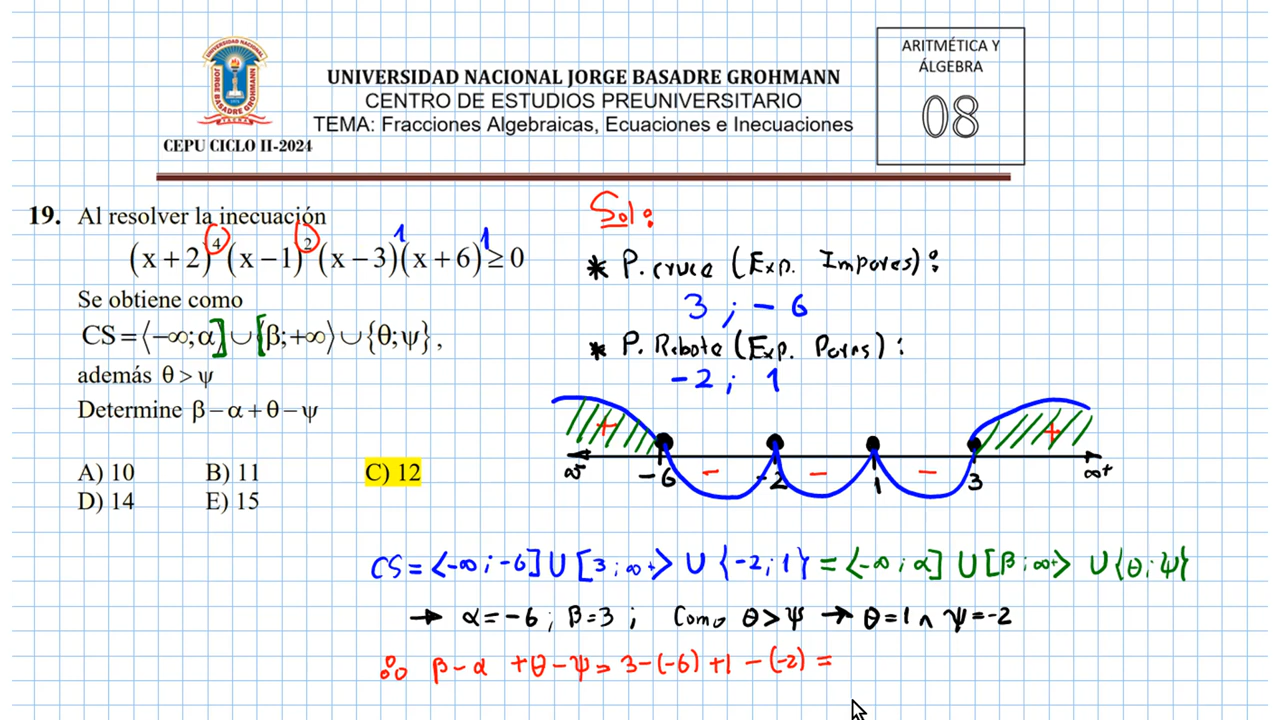 UNIVERSIDAD NACIONAL JORGE BASADRE GROHMANN
CENTRO DE ESTUDIOS PREUNIVERSITARIO
TEMA: Fracciones Algebraicas, Ecuaciones e Inecuaciones
CEPU CICLO II-2024
ARITMÉTICA Y
ÁLGEBRA
08
19. Al resolver la inecuación
(x+2)^4 (x−1)^2 (x−3)^1 (x+6)^1 ≥ 0
Se obtiene como
CS=⟨−∞;α]∪[β;+∞⟩∪{θ;ψ},
además θ > ψ
Determine β−α+θ−ψ
A) 10 B) 11 C) 12
D) 14 E) 15
Sol:
* P. cruce (Exp. Impares):
3 ; −6
* P. Rebote (Exp. Pares):
−2 ; 1
+ − − − +
∞⁻ −6 −2 1 3 ∞⁺
CS = ⟨−∞;−6] U [3;∞+⟩ U {−2;1} = ⟨−∞;α] U [β;∞+⟩ U {θ;ψ}
→ α=−6; β=3; Como θ>ψ → θ=1 ∧ ψ=−2
∴ β−α+θ−ψ = 3−(−6)+1−(−2) =